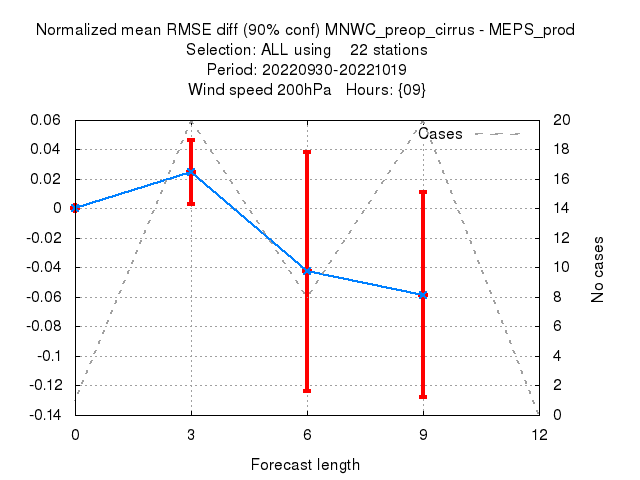 Normalized mean RMSE diff (90% conf) MNWC_preop_cirrus - MEPS_prod
Selection: ALL using    22 stations
Period: 20220930-20221019
Wind speed 200hPa   Hours: {09}
Cases
0.06
0.04
0.02
0
-0.02
-0.04
-0.06
-0.08
-0.1
-0.12
-0.14
20
18
16
14
12
10
8
6
4
2
0
No cases
0 3 6 9 12
Forecast length